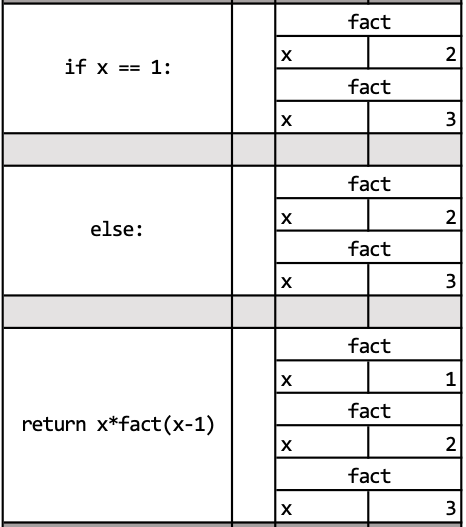 if x == 1:
fact
x 2
fact
x 3
else:
fact
x 2
fact
x 3
return x*fact(x-1)
fact
x 1
fact
x 2
fact
x 3